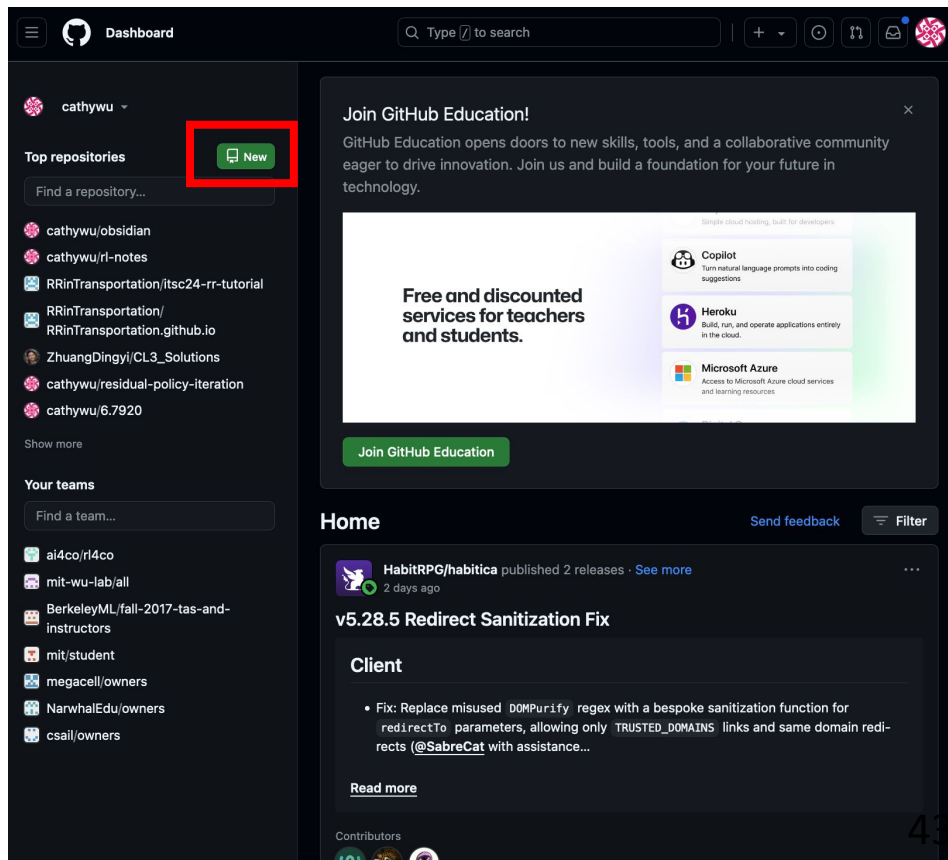 Dashboard
Type / to search
cathywu
Top repositories
New
Find a repository...
cathywu/obsidian
cathywu/rl-notes
RRinTransportation/itsc24-rr-tutorial
RRinTransportation/
RRinTransportation.github.io
ZhuangDingyi/CL3_Solutions
cathywu/residual-policy-iteration
cathywu/6.7920
Show more
Your teams
Find a team...
ai4co/rl4co
mit-wu-lab/all
BerkeleyML/fall-2017-tas-and-
instructors
mit/student
megacell/owners
NarwhalEdu/owners
csail/owners
Join GitHub Education!
GitHub Education opens doors to new skills, tools, and a collaborative community
eager to drive innovation. Join us and build a foundation for your future in
technology.
Free and discounted
services for teachers
and students.
Simple cloud hosting, built for developers
Copilot
Turn natural language prompts into coding
suggestions
Heroku
Build, run, and operate applications entirely
in the cloud.
Microsoft Azure
Access to Microsoft Azure cloud services
and learning resources
Join GitHub Education
Home
Send feedback
Filter
HabitRPG/habitica published 2 releases · See more
2 days ago
v5.28.5 Redirect Sanitization Fix
Client
• Fix: Replace misused DOMPurify regex with a bespoke sanitization function for
redirectTo parameters, allowing only TRUSTED_DOMAINS links and same domain redi-
rects (@SabreCat with assistance...
Read more
Contributors
43